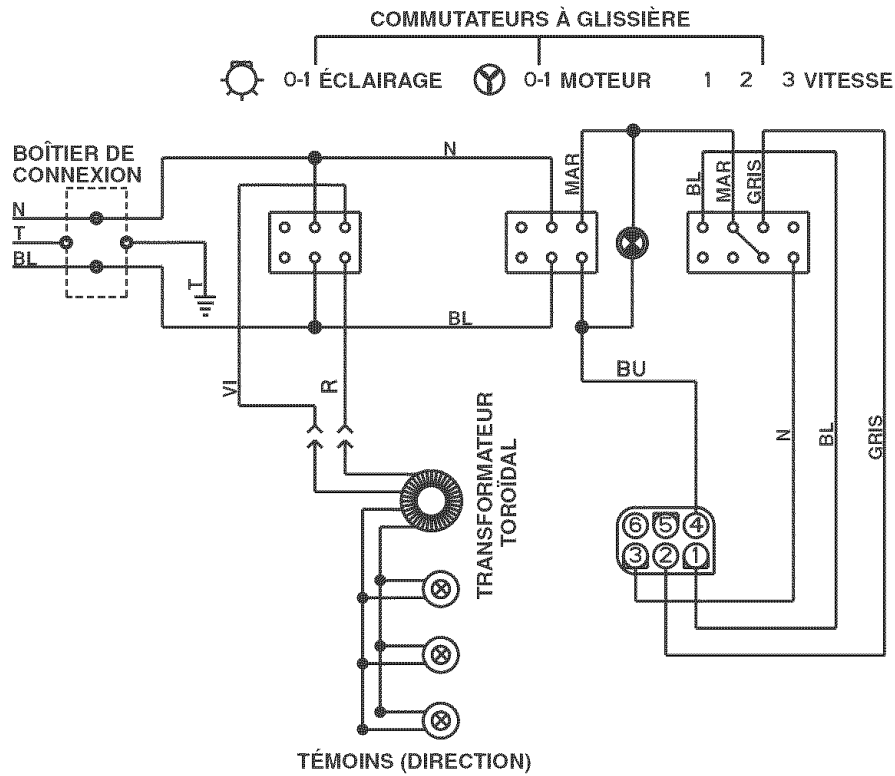 COMMUTATEURS À GLISSIÈRE
0-1 ÉCLAIRAGE
0-1 MOTEUR
1 2 3 VITESSE
BOÎTIER DE
CONNEXION
N
T
BL
T
N
BL
MAR
BL
MAR
GRIS
VI
R
BU
N
BL
GRIS
TRANSFORMATEUR
TOROÏDAL
6 5 4
3 2 1
TÉMOINS (DIRECTION)